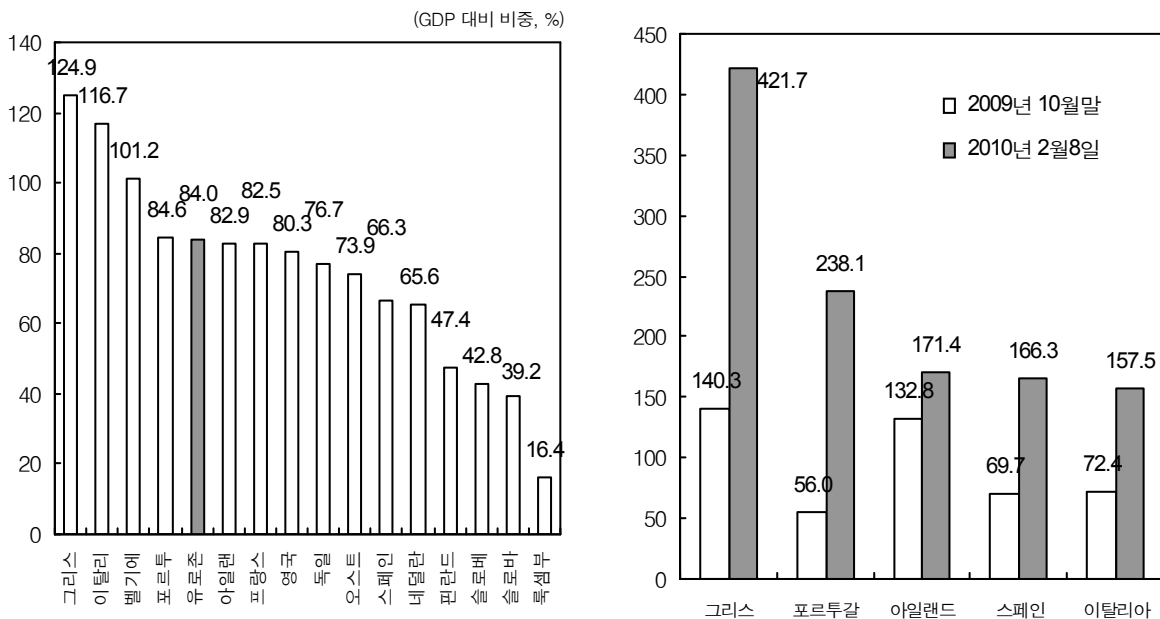 (GDP 대비 비중, %)
140
120
100
80
60
40
20
0
124.9
116.7
101.2
84.6
84.0
82.9
82.5
80.3
76.7
73.9
66.3
65.6
47.4
42.8
39.2
16.4
그리스
이탈리
벨기에
포르투
유로존
아일랜
프랑스
영국
독일
오스트
스페인
네덜란
핀란드
슬로베
슬로바
룩셈부
450
400
350
300
250
200
150
100
50
0
2009년 10월말
2010년 2월8일
140.3
421.7
56.0
238.1
132.8
171.4
69.7
166.3
72.4
157.5
그리스
포르투갈
아일랜드
스페인
이탈리아